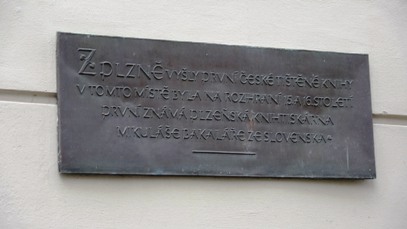 Z PLZNĚ VYŠLY PRVNÍ ČESKÉ TIŠTĚNÉ KNIHY
V TOMTO MÍSTĚ BYLA NA ROZHRANÍ 15. A 16. STOLETÍ
PRVNÍ ZNÁMÁ PLZEŇSKÁ KNIHTISKÁRNA
MIKULÁŠE BAKALÁŘE ZE SLOVENSKA